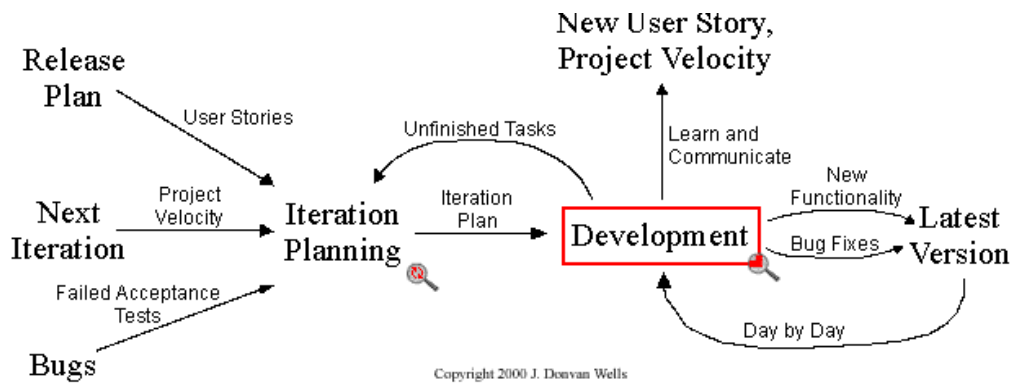 New User Story,
Project Velocity
Release
Plan
User Stories
Unfinished Tasks
Learn and
Communicate
Project
Velocity
Iteration
Plan
New
Functionality
Next
Iteration
Iteration
Planning
Development
Bug Fixes
Latest
Version
Failed Acceptance
Tests
Day by Day
Bugs
Copyright 2000 J. Donvan Wells